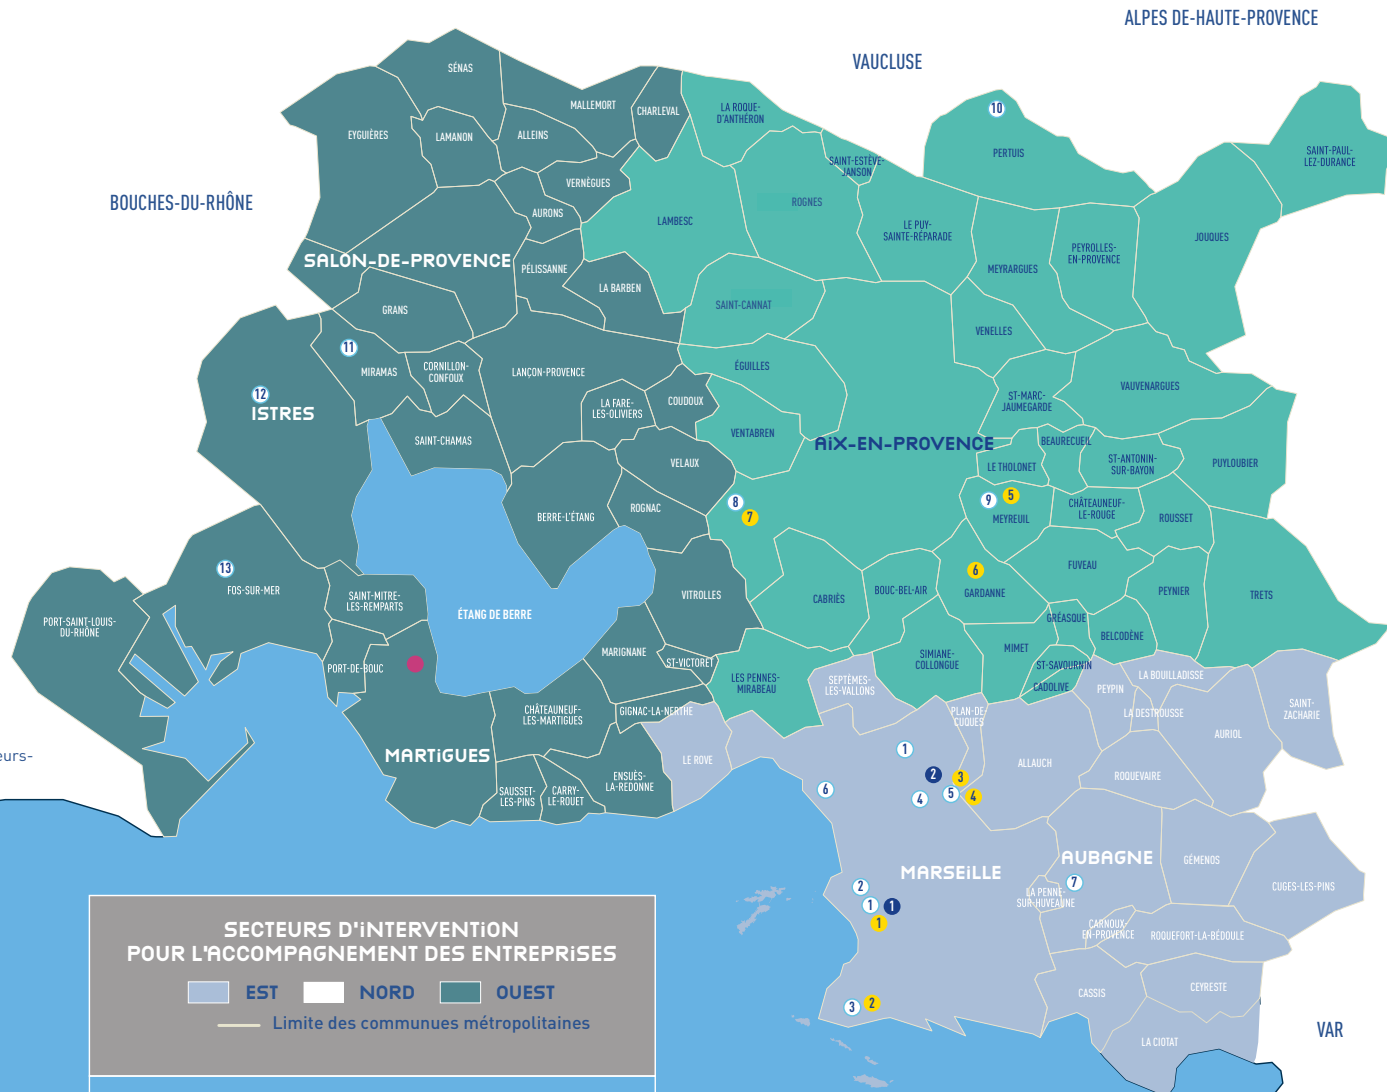 ALPES DE-HAUTE-PROVENCE
VAUCLUSE
BOUCHES-DU-RHÔNE
SÉNAS
MALLEMORT
CHARLEVAL
EYGUIÈRES
LAMANON
ALLEINS
VERNÈGUES
AURONS
SALON-DE-PROVENCE
PÉLISSANNE
LA BARBEN
GRANS
11
MIRAMAS
CORNILLON-
CONFOUX
LANÇON-PROVENCE
12
ISTRES
LA FARE-
LES-OLIVIERS
COUDOUX
SAINT-CHAMAS
VELAUX
BERRE-L'ÉTANG
ROGNAC
13
FOS-SUR-MER
SAINT-MITRE-
LES-REMPARTS
PORT-SAINT-LOUIS-
DU-RHÔNE
ÉTANG DE BERRE
VITROLLES
PORT-DE-BOUC
MARIGNANE
ST-VICTORET
CHÂTEAUNEUF-
LES-MARTIGUES
GIGNAC-LA-NERTHE
MARTIGUES
SAUSSET-
LES-PINS
CARRY-
LE-ROUET
ENSUÈS-
LA-REDONNE
LE ROVE
eurs-
LA ROQUE-
D'ANTHÉRON
SAINT-ESTÈVE-
JANSON
10
PERTUIS
SAINT-PAUL-
LEZ-DURANCE
LAMBESC
ROGNES
LE PUY-
SAINTE-RÉPARADE
MEYRARGUES
PEYROLLES-
EN-PROVENCE
JOUQUES
SAINT-CANNAT
VENELLES
ÉGUILLES
ST-MARC-
JAUMEGARDE
VAUVENARGUES
VENTABREN
AIX-EN-PROVENCE
BEAURECUEIL
LE THOLONET
ST-ANTONIN-
SUR-BAYON
PUYLOUBIER
8
7
9
5
MEYREUIL
CHÂTEAUNEUF-
LE-ROUGE
ROUSSET
6
GARDANNE
FUVEAU
CABRIÈS
BOUC-BEL-AIR
PEYNIER
TRETS
GRÉASQUE
BELCODÈNE
SIMIANE-
COLLONGUE
MIMET
ST-SAVOURNIN
CADOLIVE
LES PENNES-
MIRABEAU
SEPTÈMES-
LES-VALLONS
PLAN-DE-
CUQUES
PEYPIN
LA BOUILLADISSE
LA DESTROUSSE
SAINT-
ZACHARIE
AURIOL
ALLAUCH
ROQUEVAIRE
1
2
3
6
4
5
4
MARSEILLE
AUBAGNE
GÉMENOS
CUGES-LES-PINS
7
LA PENNE-
SUR-HUVEAUNE
2
1
1
1
CARNOUX-
EN-PROVENCE
ROQUEFORT-LA-BÉDOULE
3
2
CASSIS
CEYRESTE
LA CIOTAT
VAR
SECTEURS D'INTERVENTION
POUR L'ACCOMPAGNEMENT DES ENTREPRISES
EST NORD OUEST
Limite des communues métropolitaines